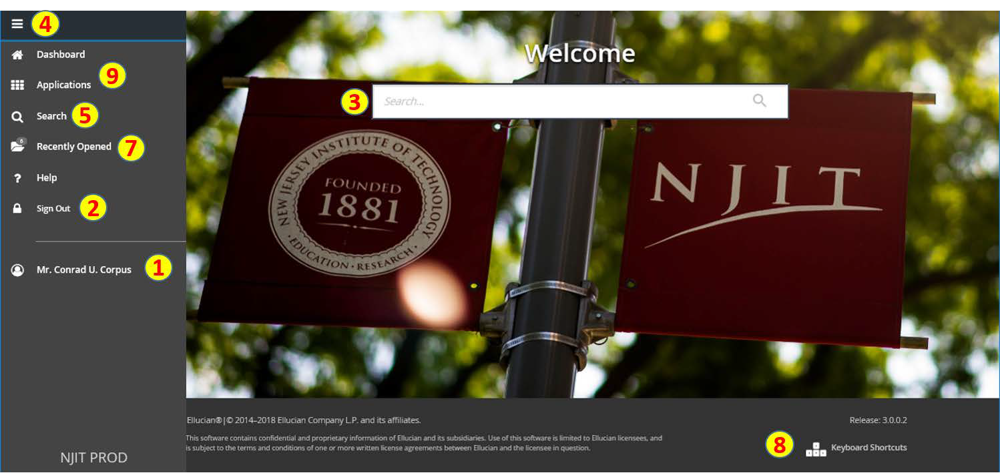 4
Dashboard
9
Applications
Search
5
6
Recently Opened
7
?
Help
Sign Out
2
Mr. Conrad U. Corpus
1
NJIT PROD
Welcome
3
Search...
NEW JERSEY INSTITUTE OF TECHNOLOGY
FOUNDED
1881
· EDUCATION · RESEARCH ·
NJIT
Ellucian®|© 2014–2018 Ellucian Company L.P. and its affiliates.
Release: 3.0.0.2
This software contains confidential and proprietary information of Ellucian and its subsidiaries. Use of this software is limited to Ellucian licensees, and
is subject to the terms and conditions of one or more written license agreements between Ellucian and the licensee in question.
8
Keyboard Shortcuts